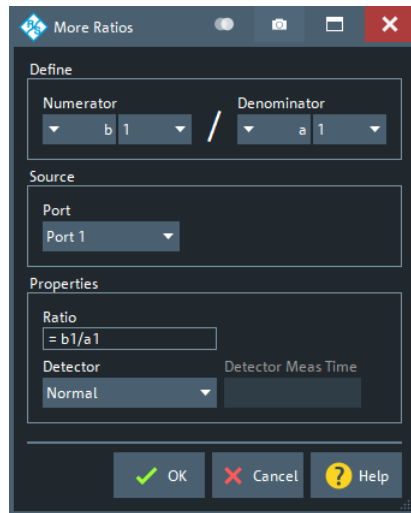 R&S More Ratios
Define
Numerator Denominator
b 1 / a 1
Source
Port
Port 1
Properties
Ratio
= b1/a1
Detector Detector Meas Time
Normal
OK Cancel ? Help